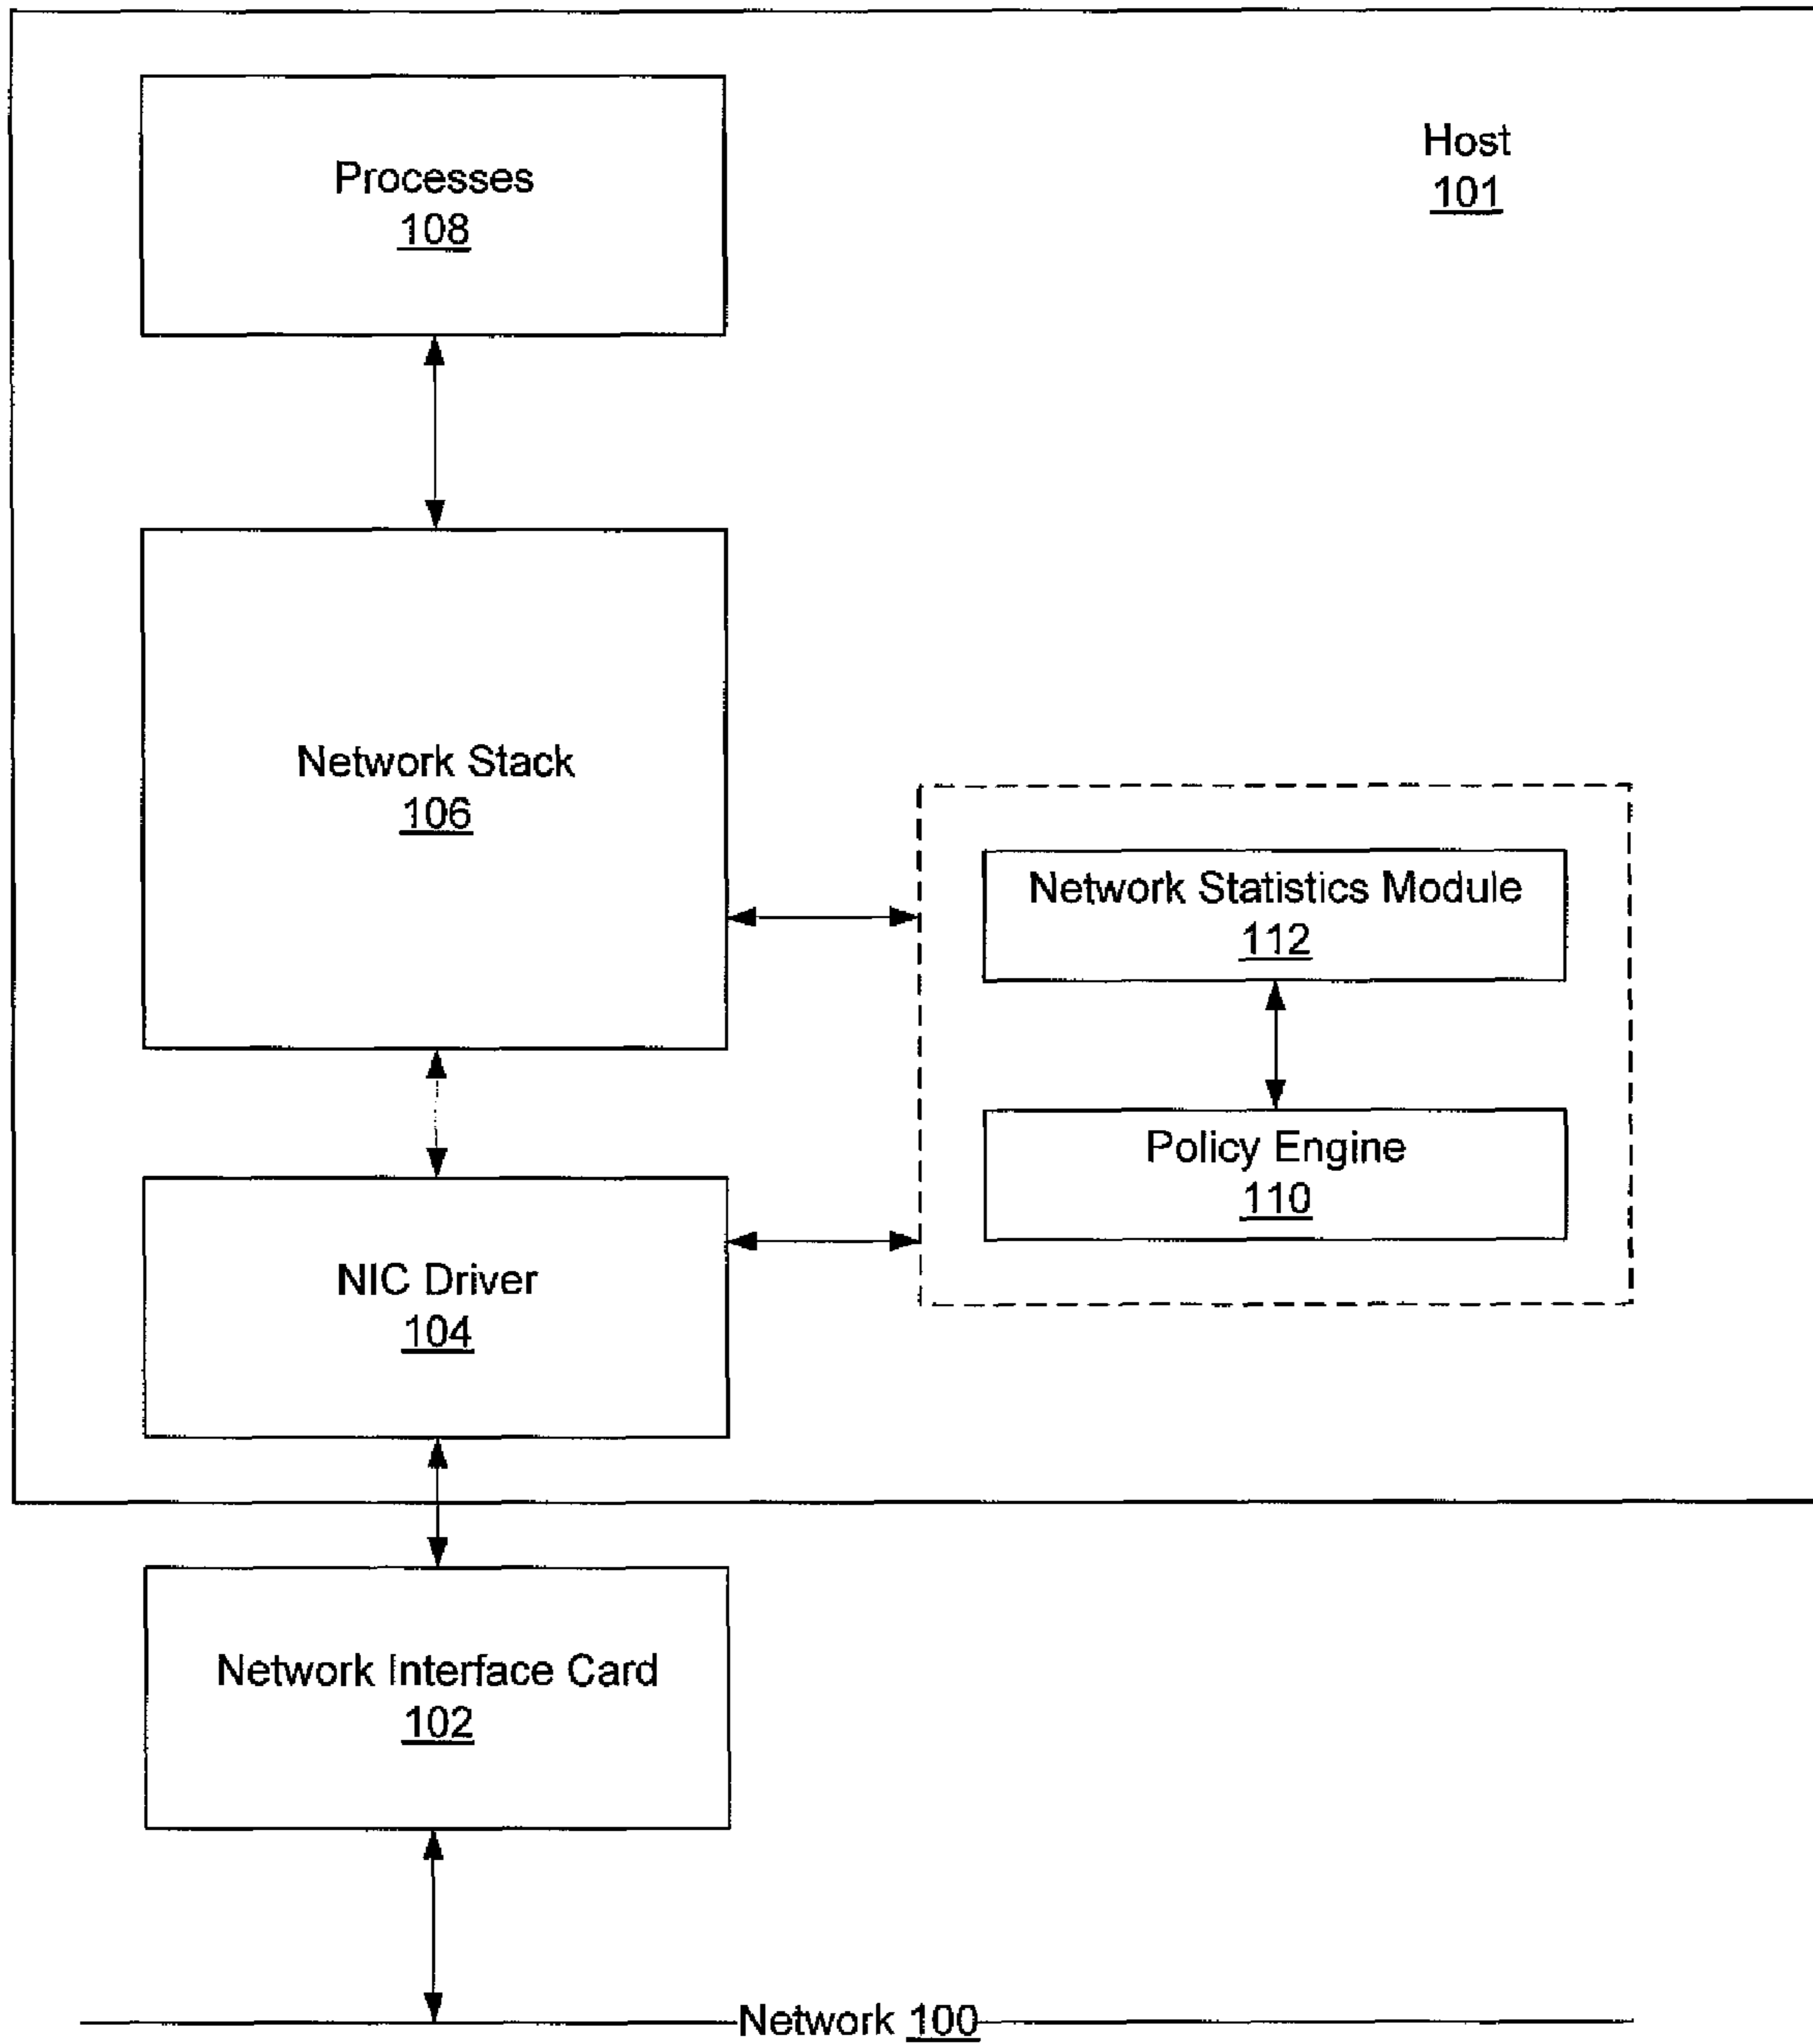 Host
101
Processes
108
Network Stack
106
Network Statistics Module
112
Policy Engine
110
NIC Driver
104
Network Interface Card
102
Network 100